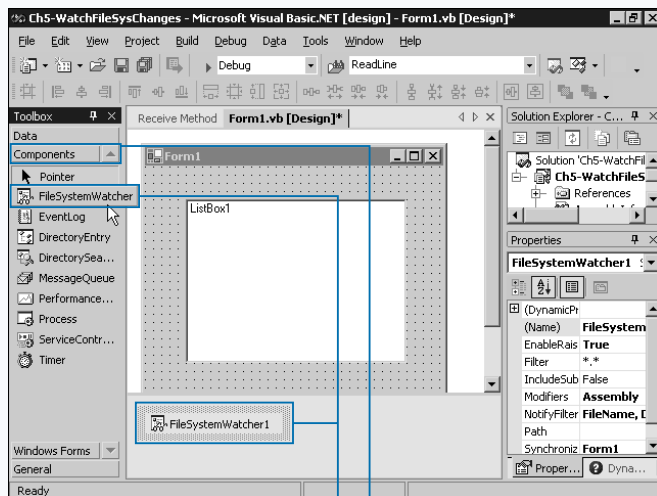 Ch5-WatchFileSysChanges - Microsoft Visual Basic.NET [design] - Form1.vb [Design]*
File Edit View Project Build Debug Data Tools Window Help
Debug ReadLine
Toolbox
Data
Components
Pointer
FileSystemWatcher
EventLog
DirectoryEntry
DirectorySea...
MessageQueue
Performance...
Process
ServiceContr...
Timer
Windows Forms
General
Receive Method Form1.vb [Design]*
Form1
ListBox1
FileSystemWatcher1
Solution Explorer - C...
Solution 'Ch5-WatchFil
Ch5-WatchFileS
References
Properties
FileSystemWatcher1
(DynamicPr
(Name) FileSystem
EnableRais True
Filter *.*
IncludeSub False
Modifiers Assembly
NotifyFilter FileName, D
Path
Synchroniz Form1
Proper... Dyna...
Ready